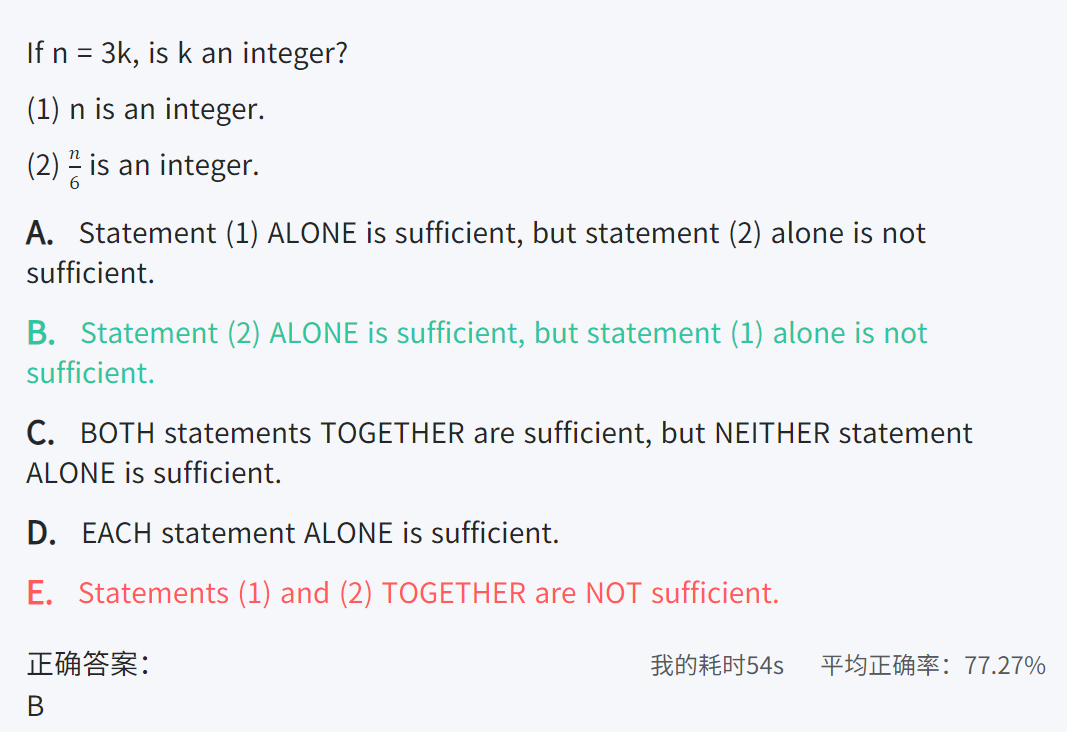 If n = 3k, is k an integer?
(1) n is an integer.
(2) n/6 is an integer.
A. Statement (1) ALONE is sufficient, but statement (2) alone is not
sufficient.
B. Statement (2) ALONE is sufficient, but statement (1) alone is not
sufficient.
C. BOTH statements TOGETHER are sufficient, but NEITHER statement
ALONE is sufficient.
D. EACH statement ALONE is sufficient.
E. Statements (1) and (2) TOGETHER are NOT sufficient.
正确答案： 我的耗时54s 平均正确率：77.27%
B